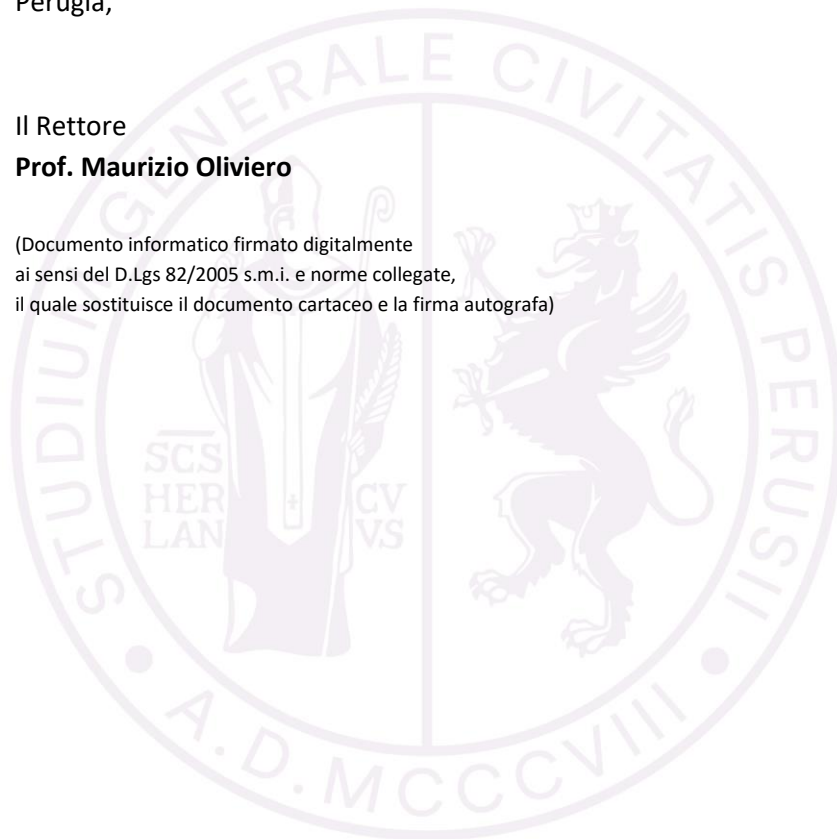 Perugia,
Il Rettore
Prof. Maurizio Oliviero
(Documento informatico firmato digitalmente
ai sensi del D.Lgs 82/2005 s.m.i. e norme collegate,
il quale sostituisce il documento cartaceo e la firma autografa)
STUDIUM GENERALE CIVITATIS PERUSII
SCS
HER
LAN
CV
VS
A.D. MCCCVIII